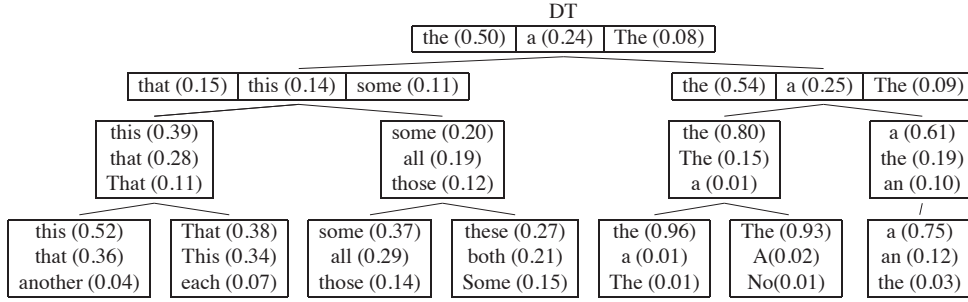 DT
the (0.50) a (0.24) The (0.08)
that (0.15) this (0.14) some (0.11)
the (0.54) a (0.25) The (0.09)
this (0.39)
that (0.28)
That (0.11)
some (0.20)
all (0.19)
those (0.12)
the (0.80)
The (0.15)
a (0.01)
a (0.61)
the (0.19)
an (0.10)
this (0.52)
that (0.36)
another (0.04)
That (0.38)
This (0.34)
each (0.07)
some (0.37)
all (0.29)
those (0.14)
these (0.27)
both (0.21)
Some (0.15)
the (0.96)
a (0.01)
The (0.01)
The (0.93)
A(0.02)
No(0.01)
a (0.75)
an (0.12)
the (0.03)